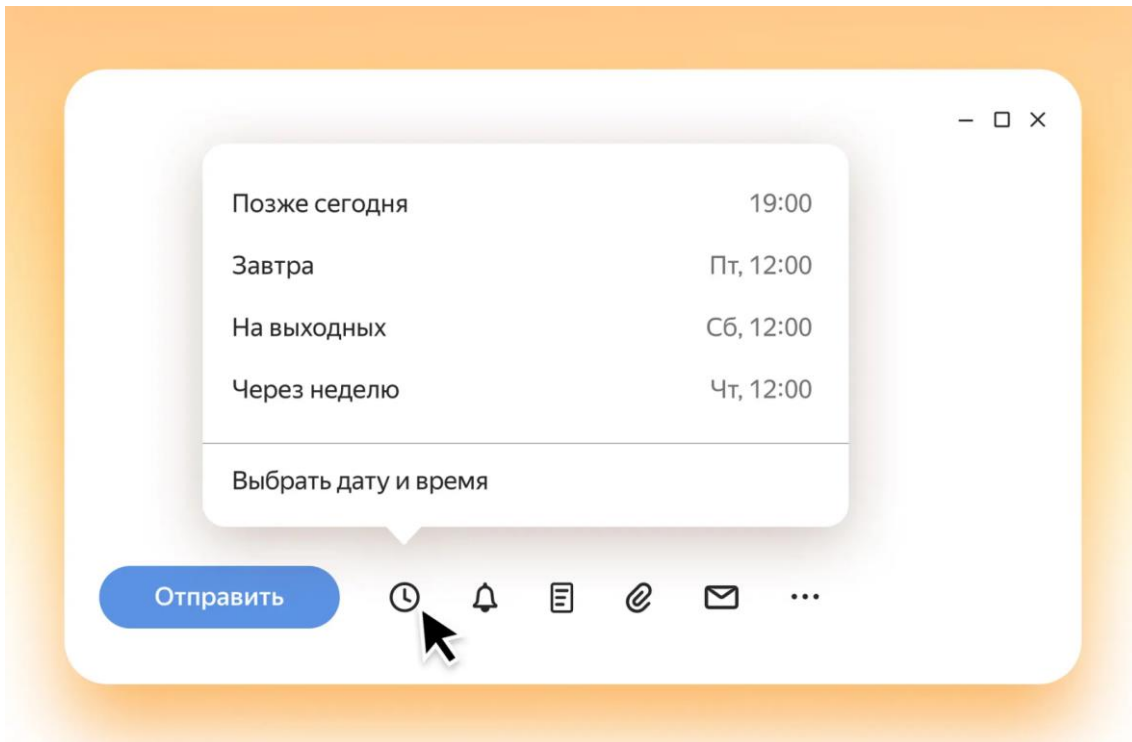 Позже сегодня 19:00
Завтра Пт, 12:00
На выходных Сб, 12:00
Через неделю Чт, 12:00
Выбрать дату и время
Отправить